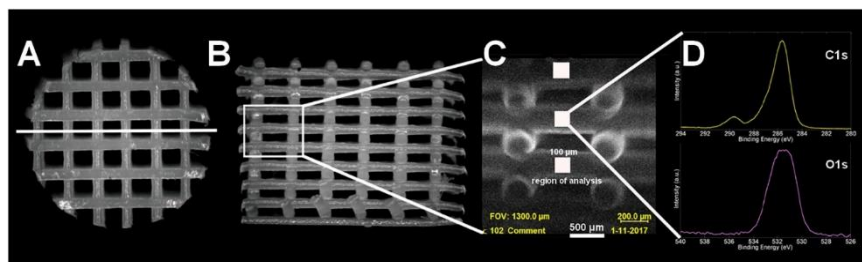 A
B
C
D
100 µm
region of analysis
FOV: 1300.0 µm
200.0 µm
102 Comment
500 µm
1-11-2017
C1s
Intensity (a.u.)
294 292 290 288 286 284 282 280
Binding Energy (eV)
O1s
Intensity (a.u.)
540 538 536 534 532 530 528 526
Binding Energy (eV)